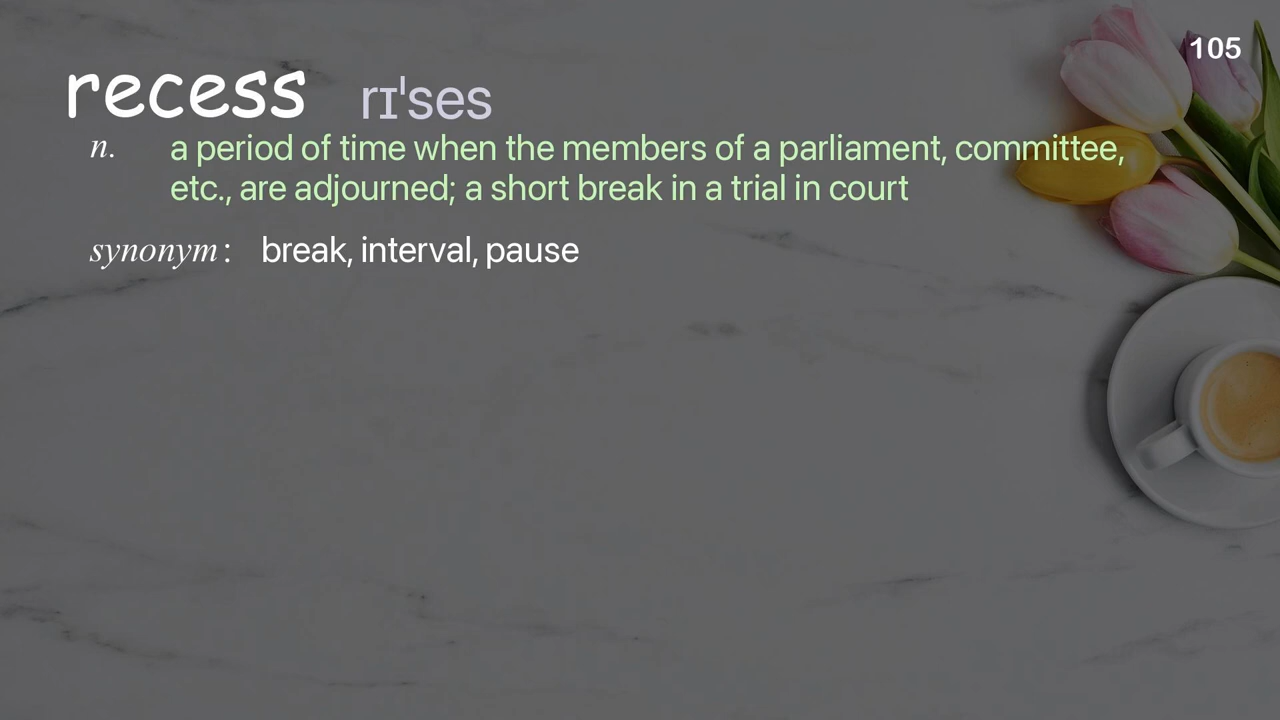 105
recess rɪˈses
n. a period of time when the members of a parliament, committee,
etc., are adjourned; a short break in a trial in court
synonym: break, interval, pause